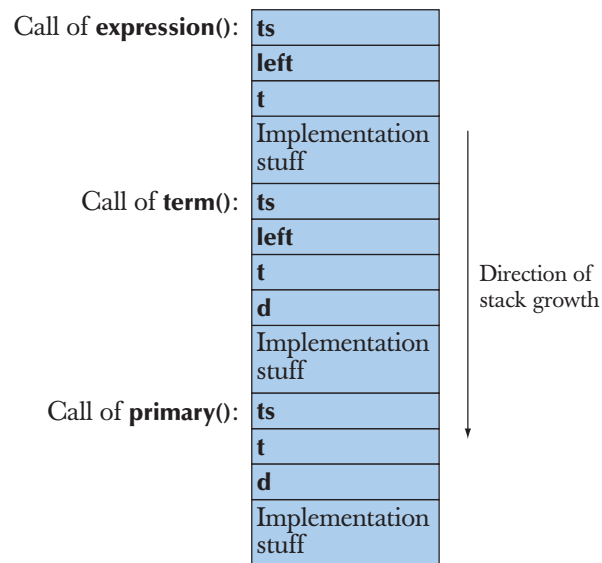 Call of expression():
ts
left
t
Implementation
stuff
Call of term():
ts
left
t
d
Implementation
stuff
Call of primary():
ts
t
d
Implementation
stuff
Direction of
stack growth